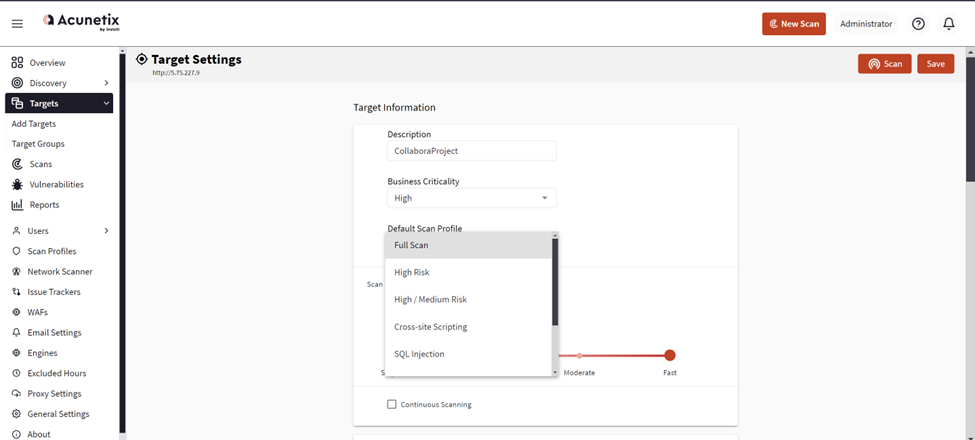 Acunetix
by Invicti
New Scan
Administrator
Overview
Discovery
Targets
Add Targets
Target Groups
Scans
Vulnerabilities
Reports
Users
Scan Profiles
Network Scanner
Issue Trackers
WAFs
Email Settings
Engines
Excluded Hours
Proxy Settings
General Settings
About
Target Settings
http://5.75.227.9
Scan
Save
Target Information
Description
CollaboraProject
Business Criticality
High
Default Scan Profile
Full Scan
High Risk
High / Medium Risk
Cross-site Scripting
SQL Injection
Scan
Moderate
Fast
Continuous Scanning